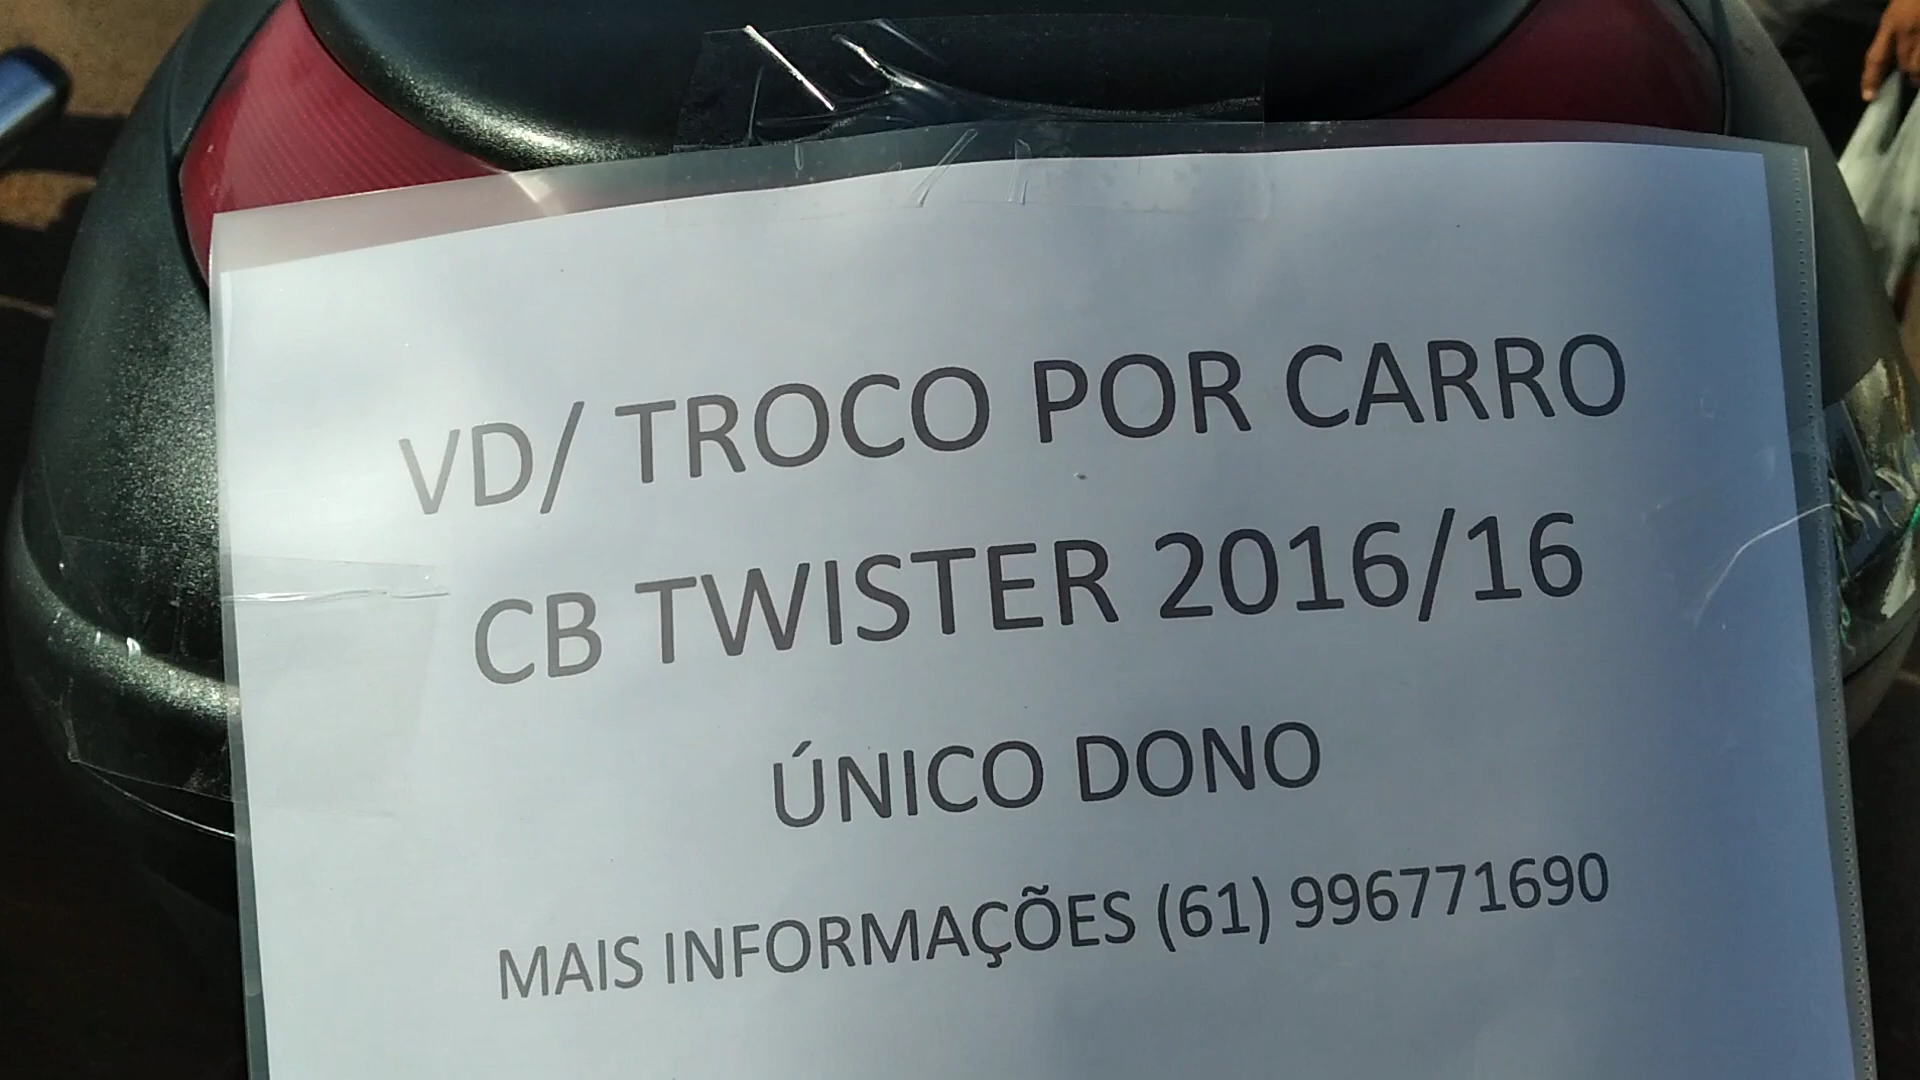 VD/ TROCO POR CARRO
CB TWISTER 2016/16
ÚNICO DONO
MAIS INFORMAÇÕES (61) 996771690